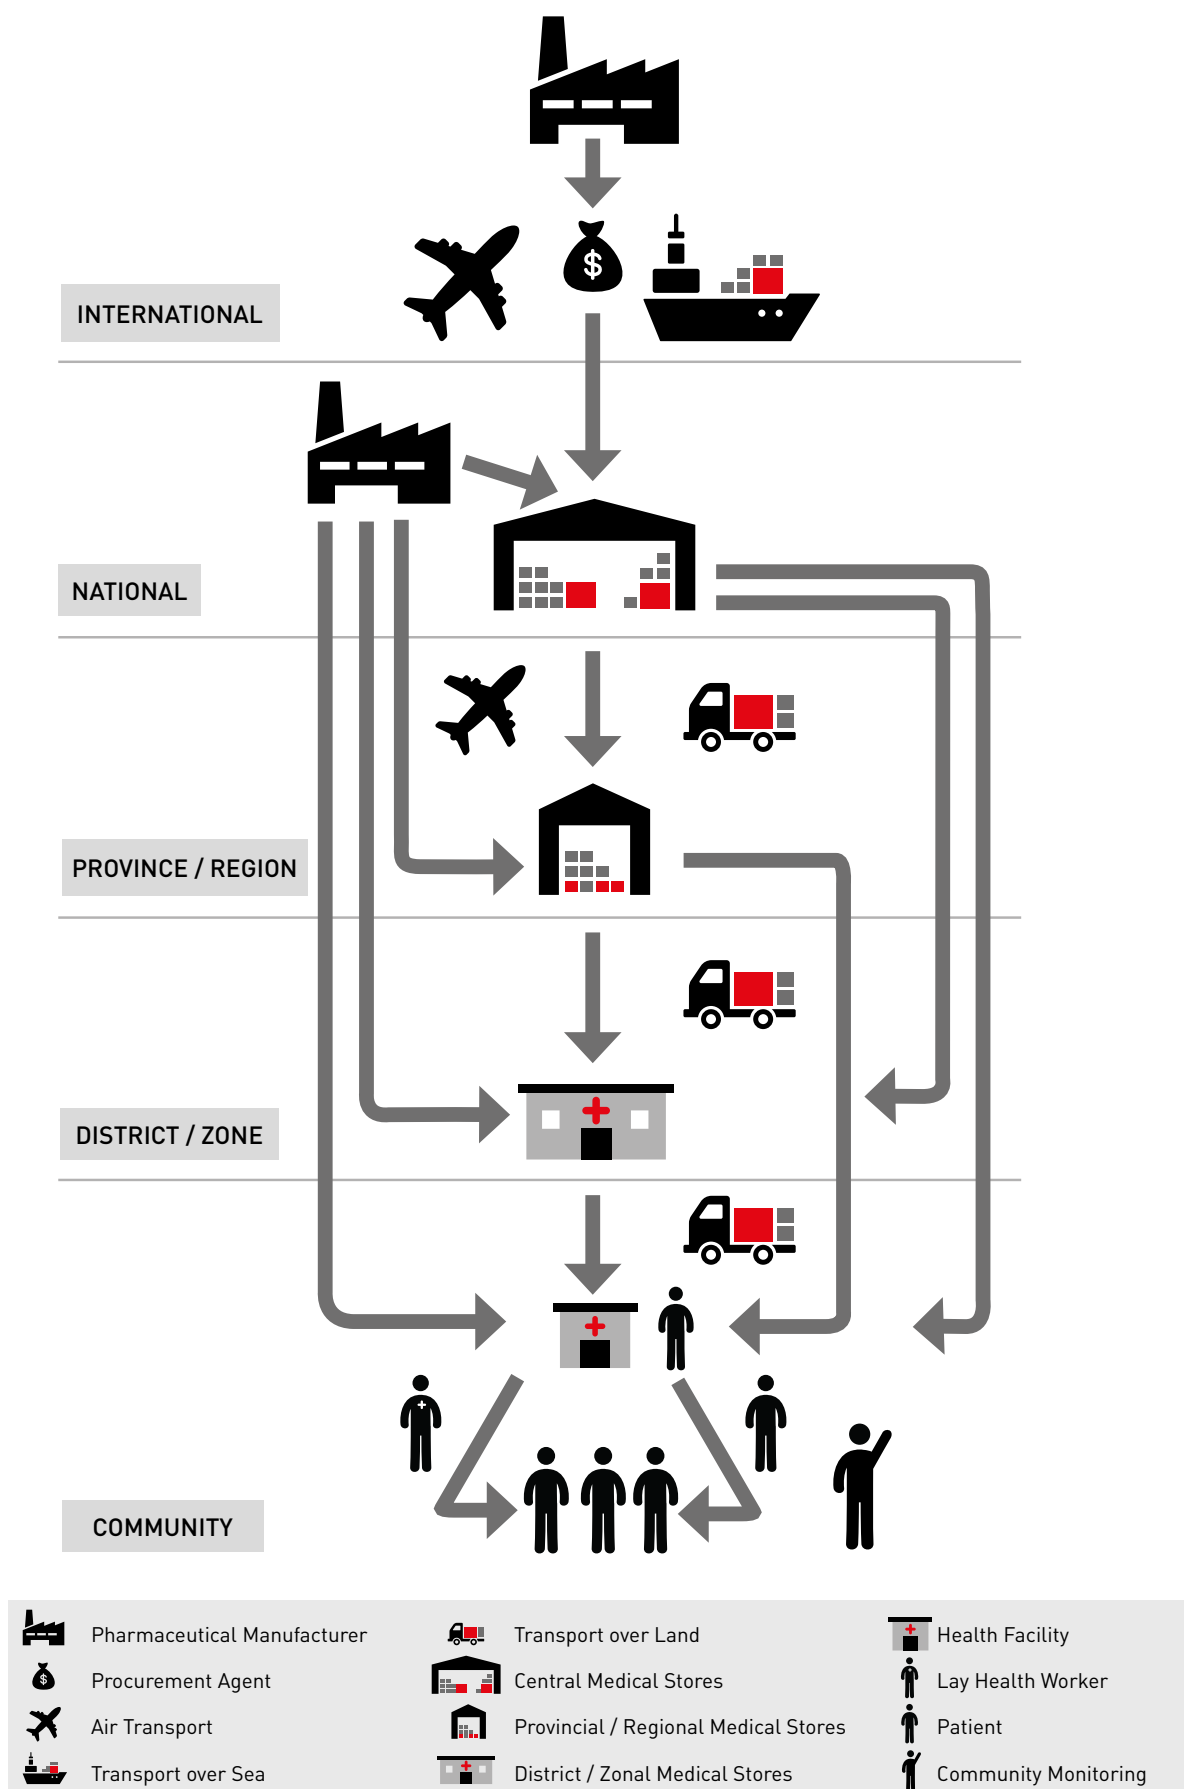 $
INTERNATIONAL
NATIONAL
PROVINCE / REGION
DISTRICT / ZONE
COMMUNITY
Pharmaceutical Manufacturer
Procurement Agent
Air Transport
Transport over Sea
Transport over Land
Central Medical Stores
Provincial / Regional Medical Stores
District / Zonal Medical Stores
Health Facility
Lay Health Worker
Patient
Community Monitoring